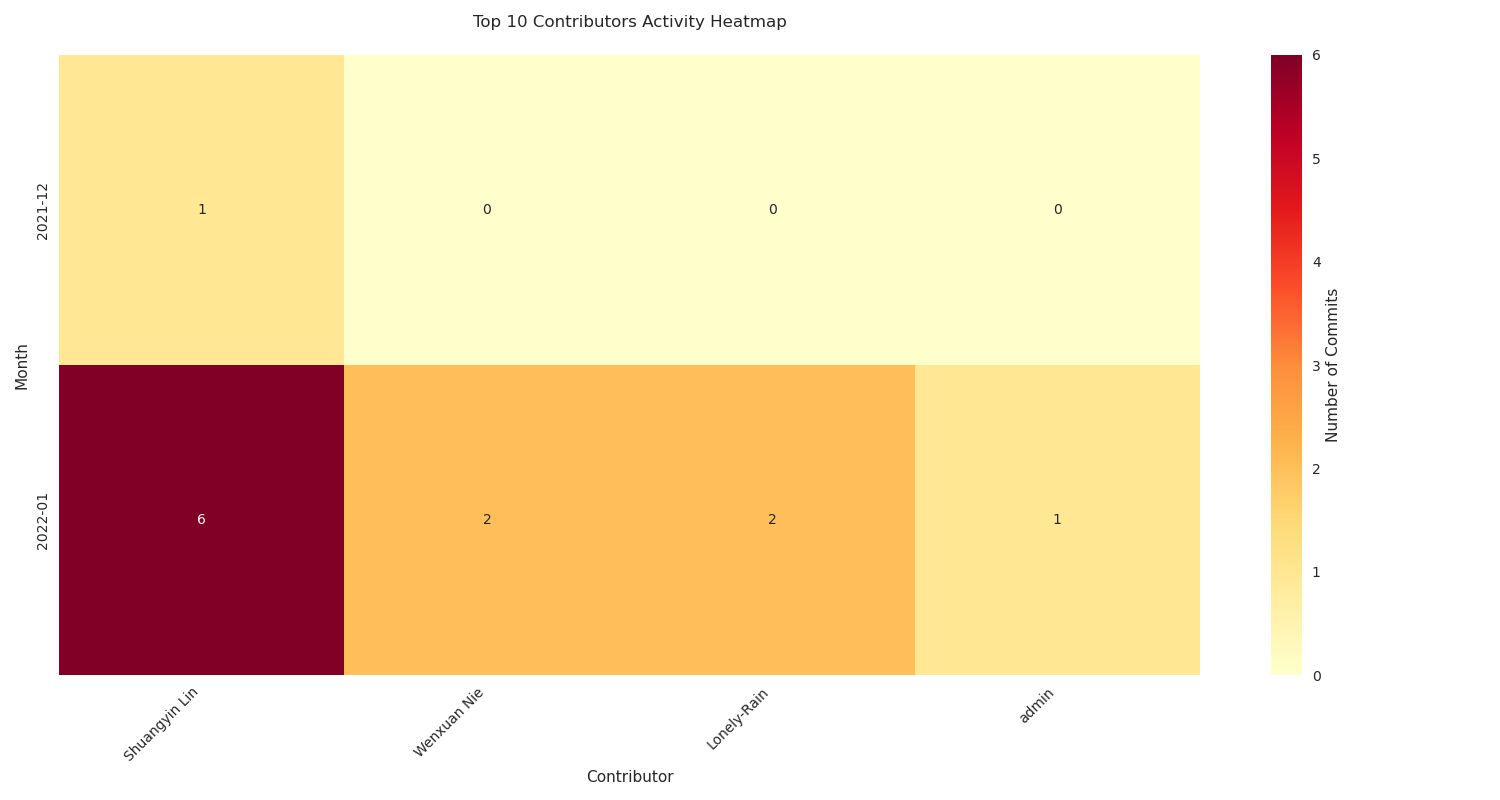 Top 10 Contributors Activity Heatmap
Month
2021-12
1
0
0
0
2022-01
6
2
2
1
Shuangyin Lin
Wenxuan Nie
Lonely-Rain
admin
Contributor
6
5
4
3
2
1
0
Number of Commits